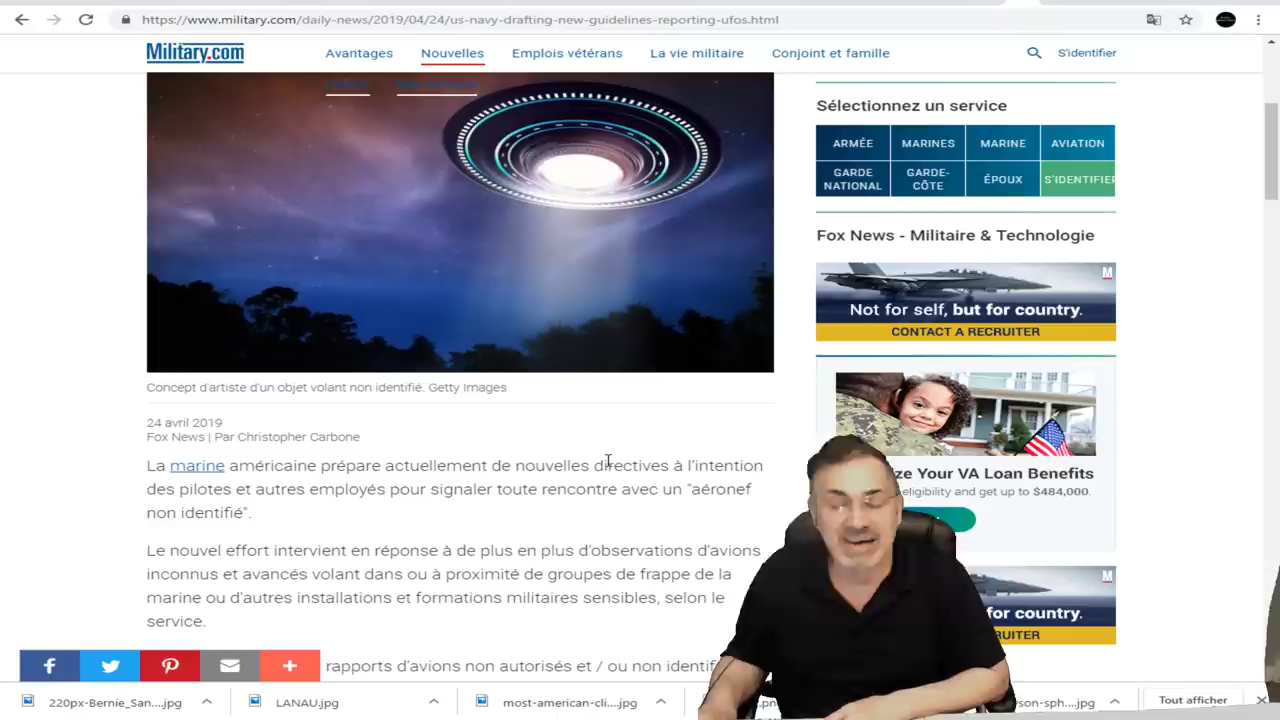 https://www.military.com/daily-news/2019/04/24/us-navy-drafting-new-guidelines-reporting-ufos.html
Military.com
Avantages
Nouvelles
Emplois vétérans
La vie militaire
Conjoint et famille
S'identifier
Sélectionnez un service
ARMÉE
MARINES
MARINE
AVIATION
GARDE NATIONAL
GARDE-CÔTE
ÉPOUX
S'IDENTIFIER
Fox News - Militaire & Technologie
M
Not for self, but for country.
CONTACT A RECRUITER
Concept d'artiste d'un objet volant non identifié. Getty Images
24 avril 2019
Fox News | Par Christopher Carbone
La marine américaine prépare actuellement de nouvelles directives à l'intention
des pilotes et autres employés pour signaler toute rencontre avec un "aéronef
non identifié".
Le nouvel effort intervient en réponse à de plus en plus d'observations d'avions
inconnus et avancés volant dans ou à proximité de groupes de frappe de la
marine ou d'autres installations et formations militaires sensibles, selon le
service.
rapports d'avions non autorisés et / ou non identif
ze Your VA Loan Benefits
eligibility and get up to $484,000.
M
for country.
RUITER
220px-Bernie_San....jpg
LANAU.jpg
most-american-cli....jpg
son-sph....jpg
Tout afficher